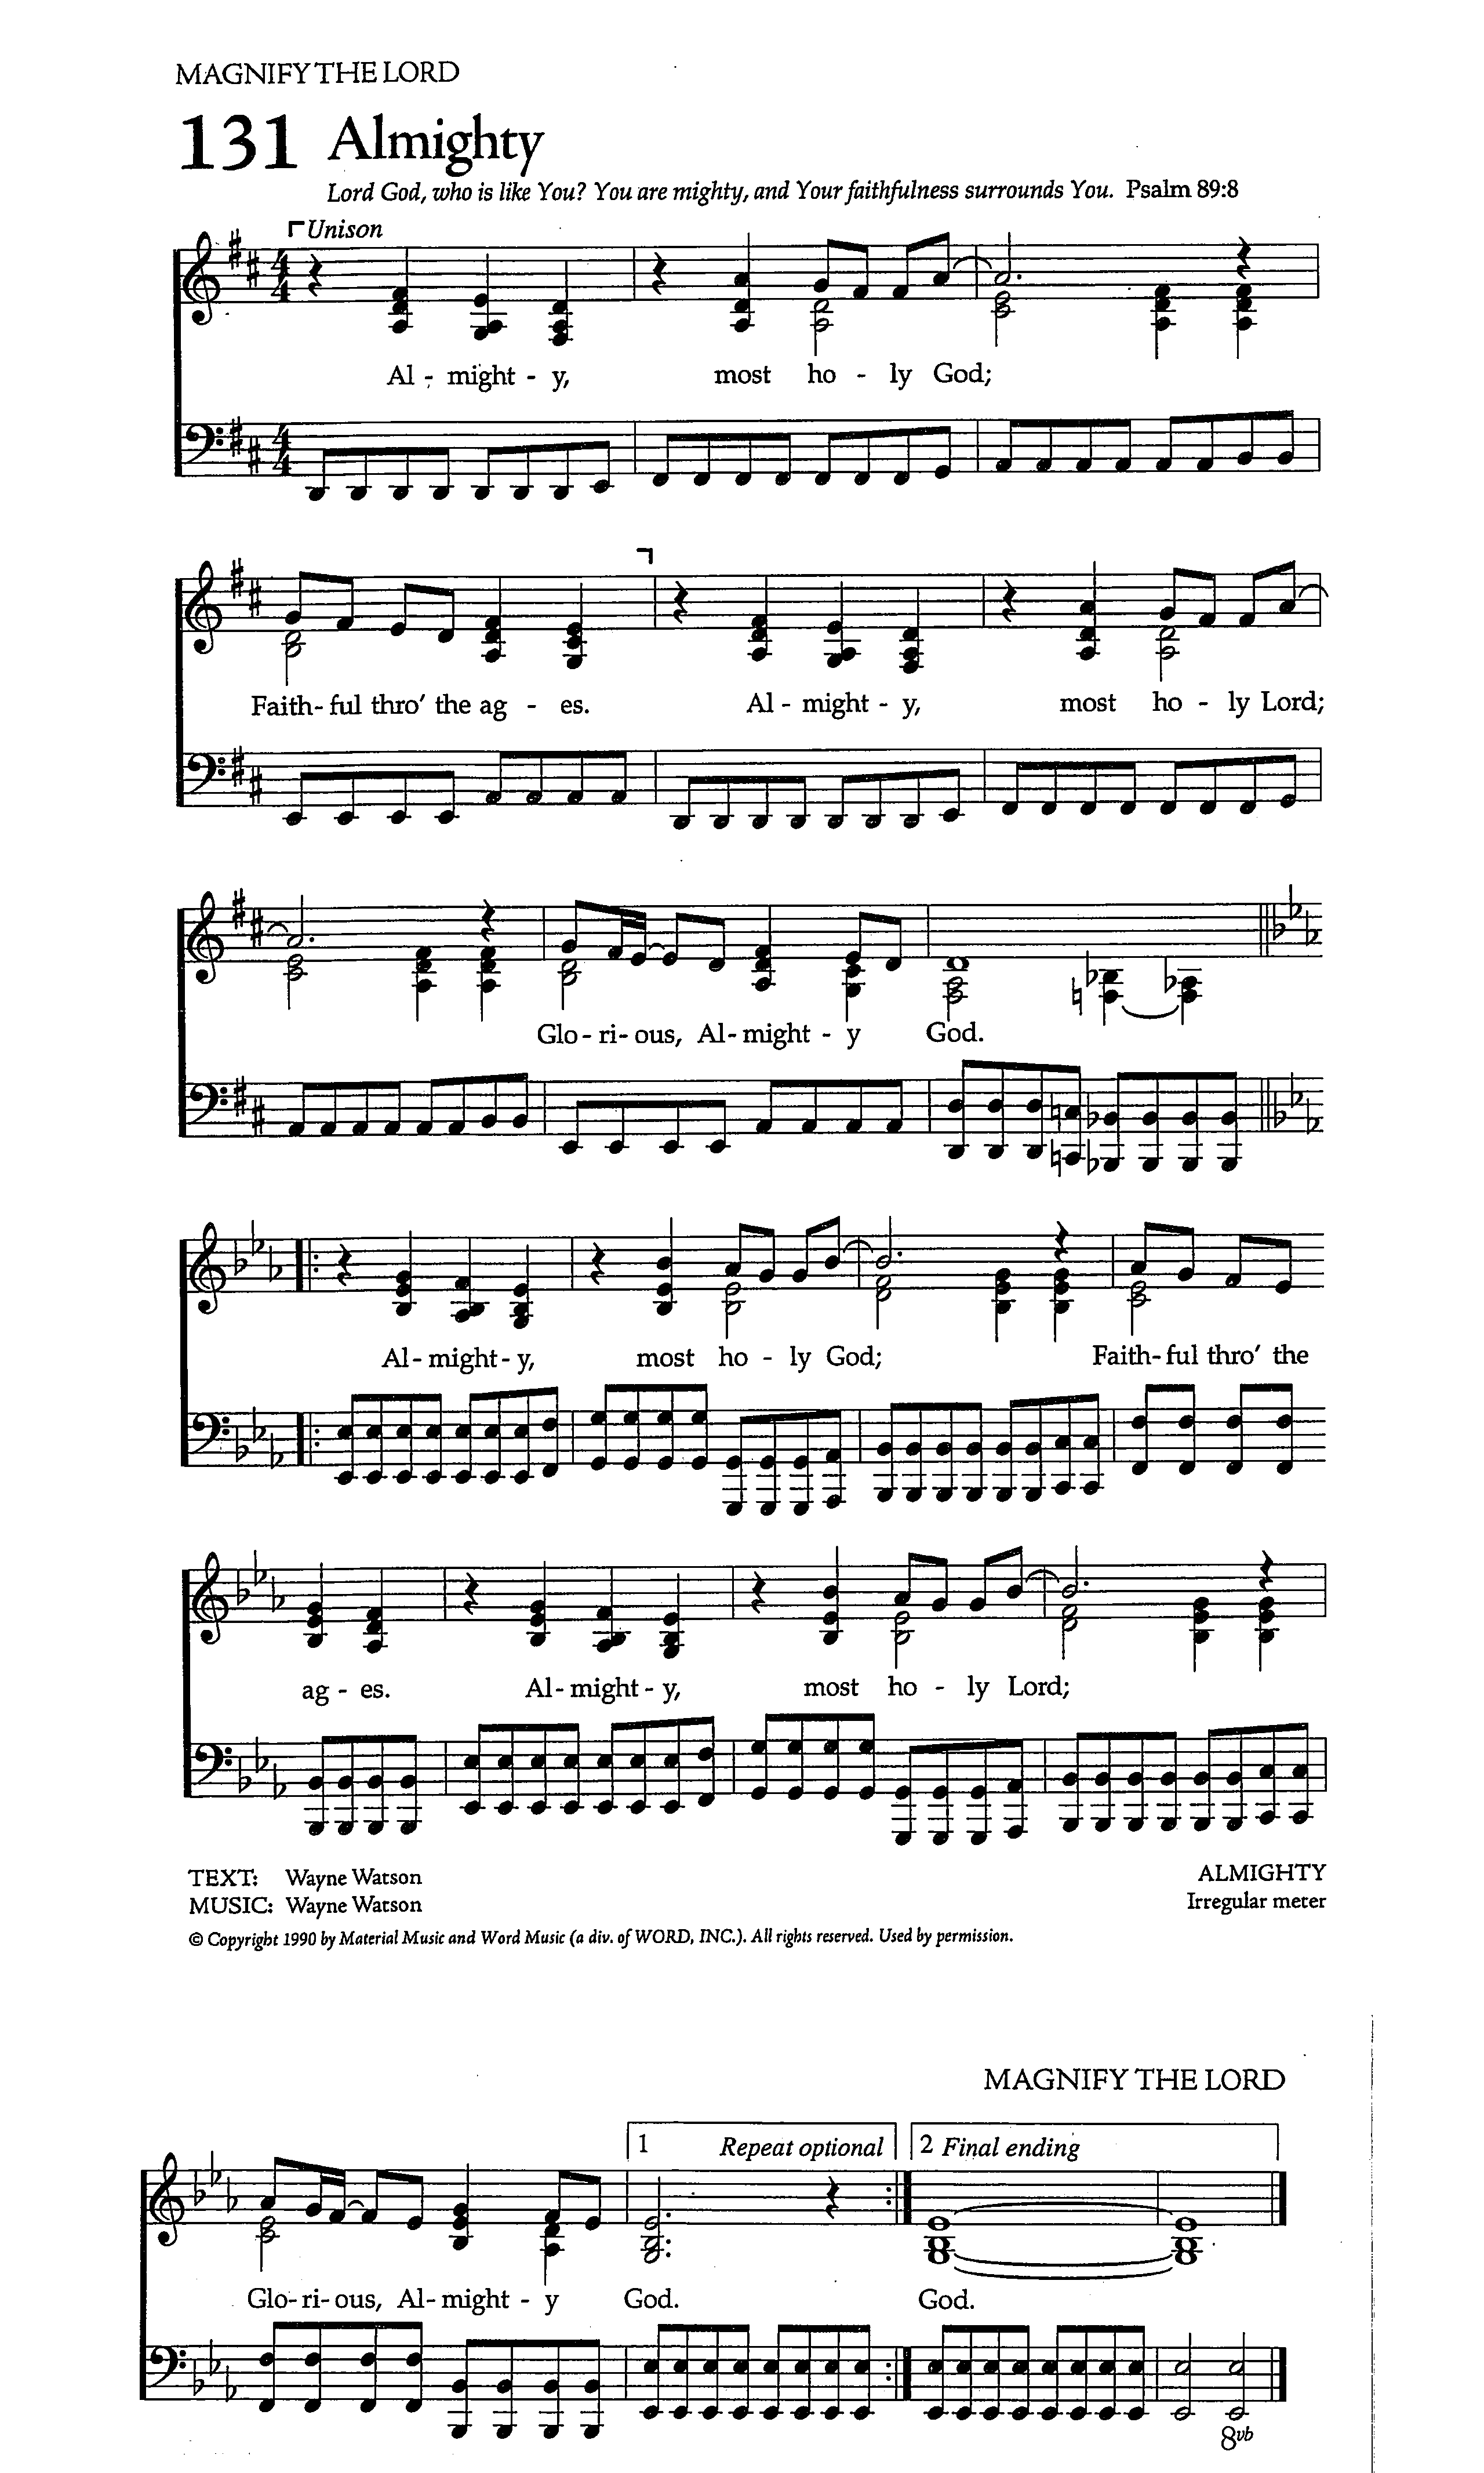 MAGNIFY THE LORD
131 Almighty
Lord God, who is like You? You are mighty, and Your faithfulness surrounds You. Psalm 89:8
Unison
4 4
Al - might - y, most ho - ly God;
4 4
Faith - ful thro' the ag - es. Al - might - y, most ho - ly Lord;
Glo - ri - ous, Al - might - y God.
Al - might - y, most ho - ly God; Faith - ful thro' the
ag - es. Al - might - y, most ho - ly Lord;
TEXT: Wayne Watson
MUSIC: Wayne Watson
ALMIGHTY
Irregular meter
© Copyright 1990 by Material Music and Word Music (a div. of WORD, INC.). All rights reserved. Used by permission.
MAGNIFY THE LORD
1 Repeat optional 2 Final ending
Glo - ri - ous, Al - might - y God. God.
8vb